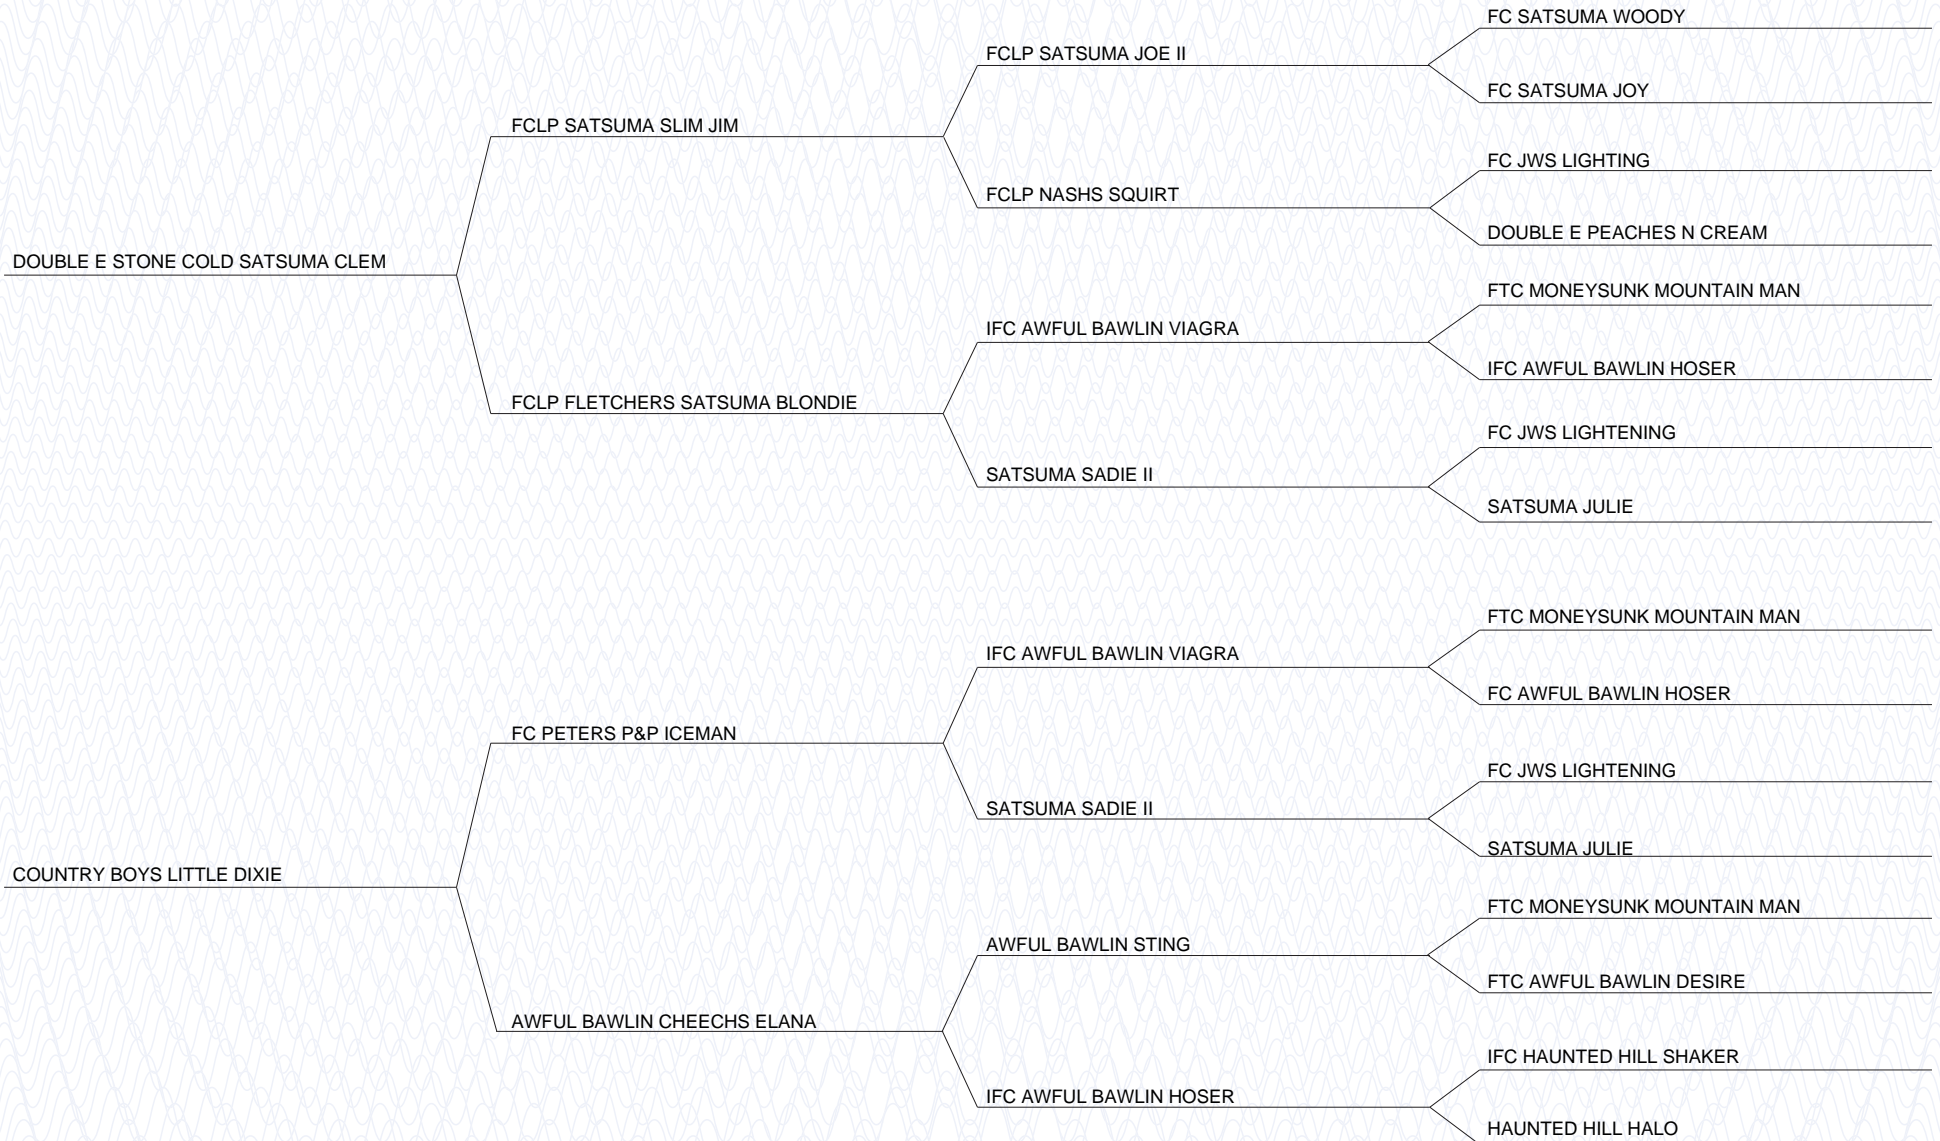 FC SATSUMA WOODY
FCLP SATSUMA JOE II
FC SATSUMA JOY
FCLP SATSUMA SLIM JIM
FC JWS LIGHTING
FCLP NASHS SQUIRT
DOUBLE E PEACHES N CREAM
DOUBLE E STONE COLD SATSUMA CLEM
FTC MONEYSUNK MOUNTAIN MAN
IFC AWFUL BAWLIN VIAGRA
IFC AWFUL BAWLIN HOSER
FCLP FLETCHERS SATSUMA BLONDIE
FC JWS LIGHTENING
SATSUMA SADIE II
SATSUMA JULIE
FTC MONEYSUNK MOUNTAIN MAN
IFC AWFUL BAWLIN VIAGRA
FC AWFUL BAWLIN HOSER
FC PETERS P&P ICEMAN
FC JWS LIGHTENING
SATSUMA SADIE II
SATSUMA JULIE
COUNTRY BOYS LITTLE DIXIE
FTC MONEYSUNK MOUNTAIN MAN
AWFUL BAWLIN STING
FTC AWFUL BAWLIN DESIRE
AWFUL BAWLIN CHEECHS ELANA
IFC HAUNTED HILL SHAKER
IFC AWFUL BAWLIN HOSER
HAUNTED HILL HALO